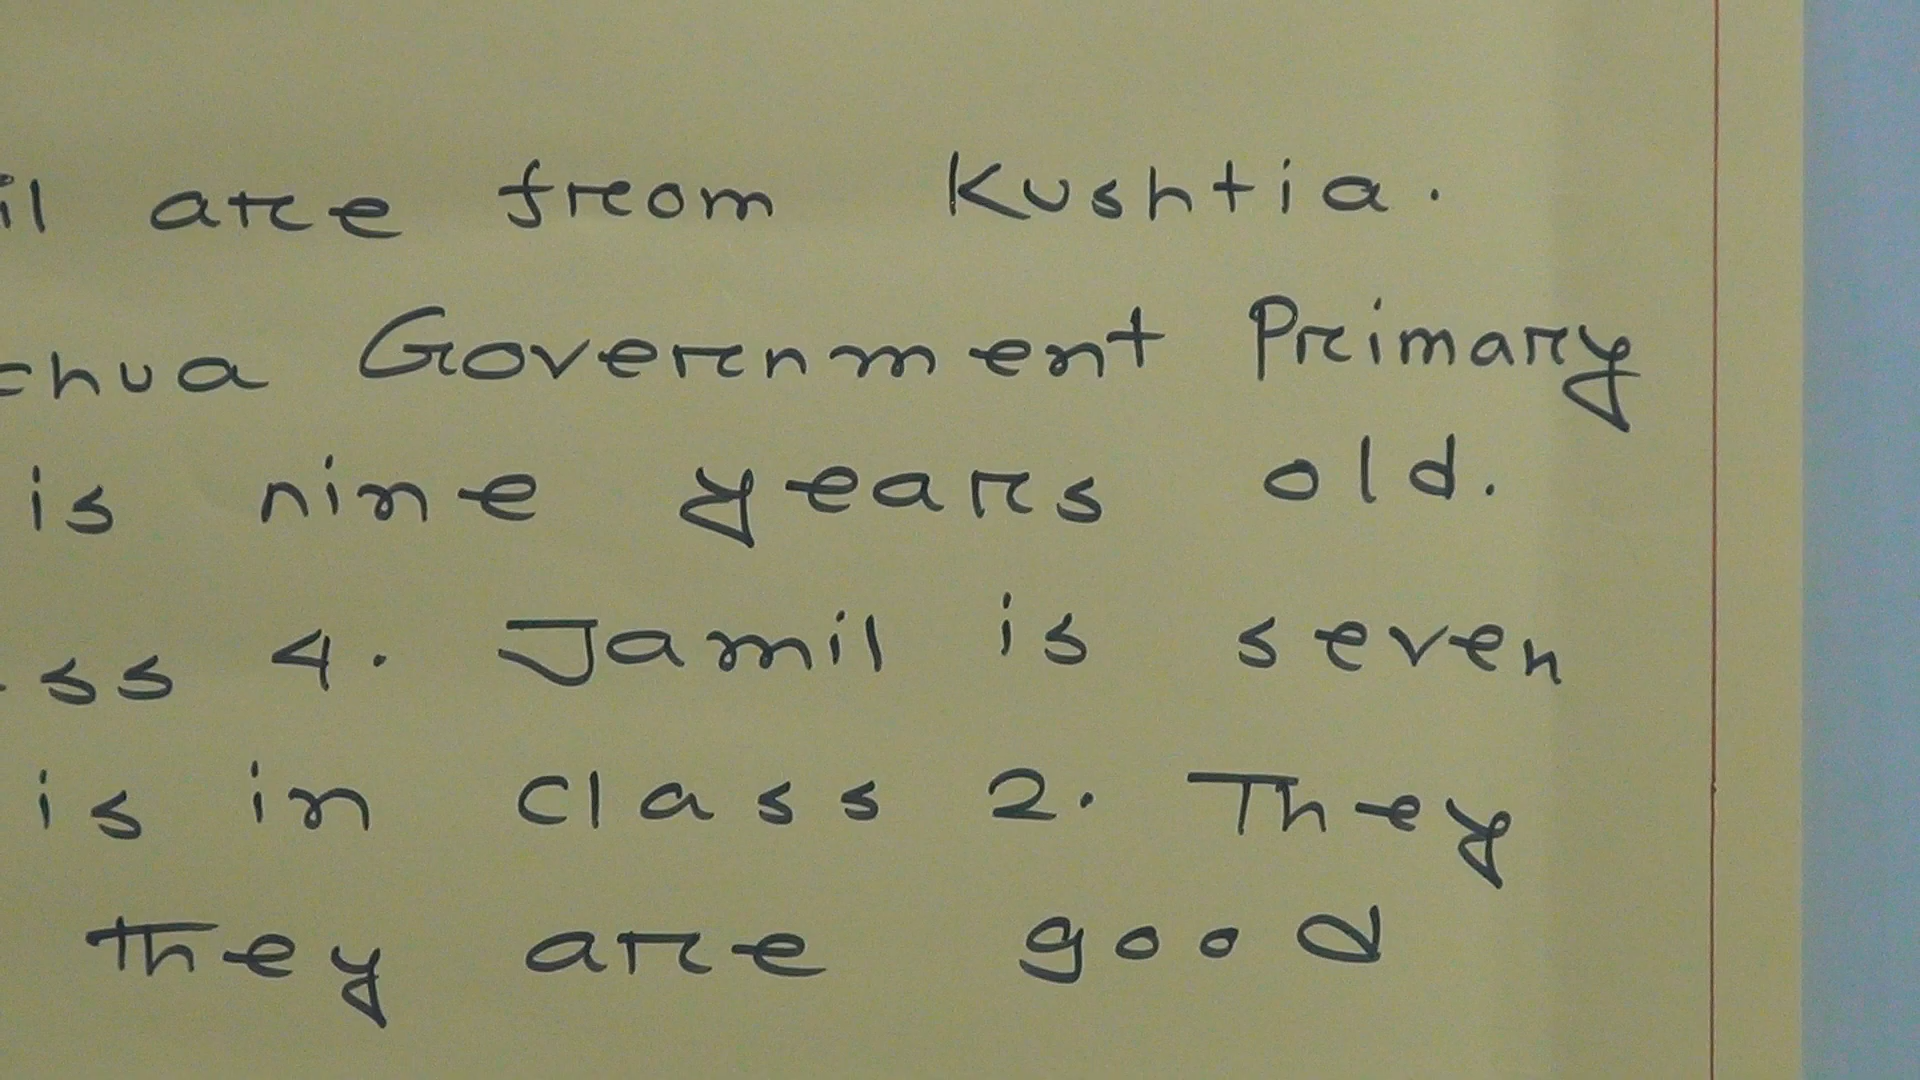 il are from Kushtia.
chua Government Primary
is nine years old.
ss 4. Jamil is seven
is in class 2. They
They are good